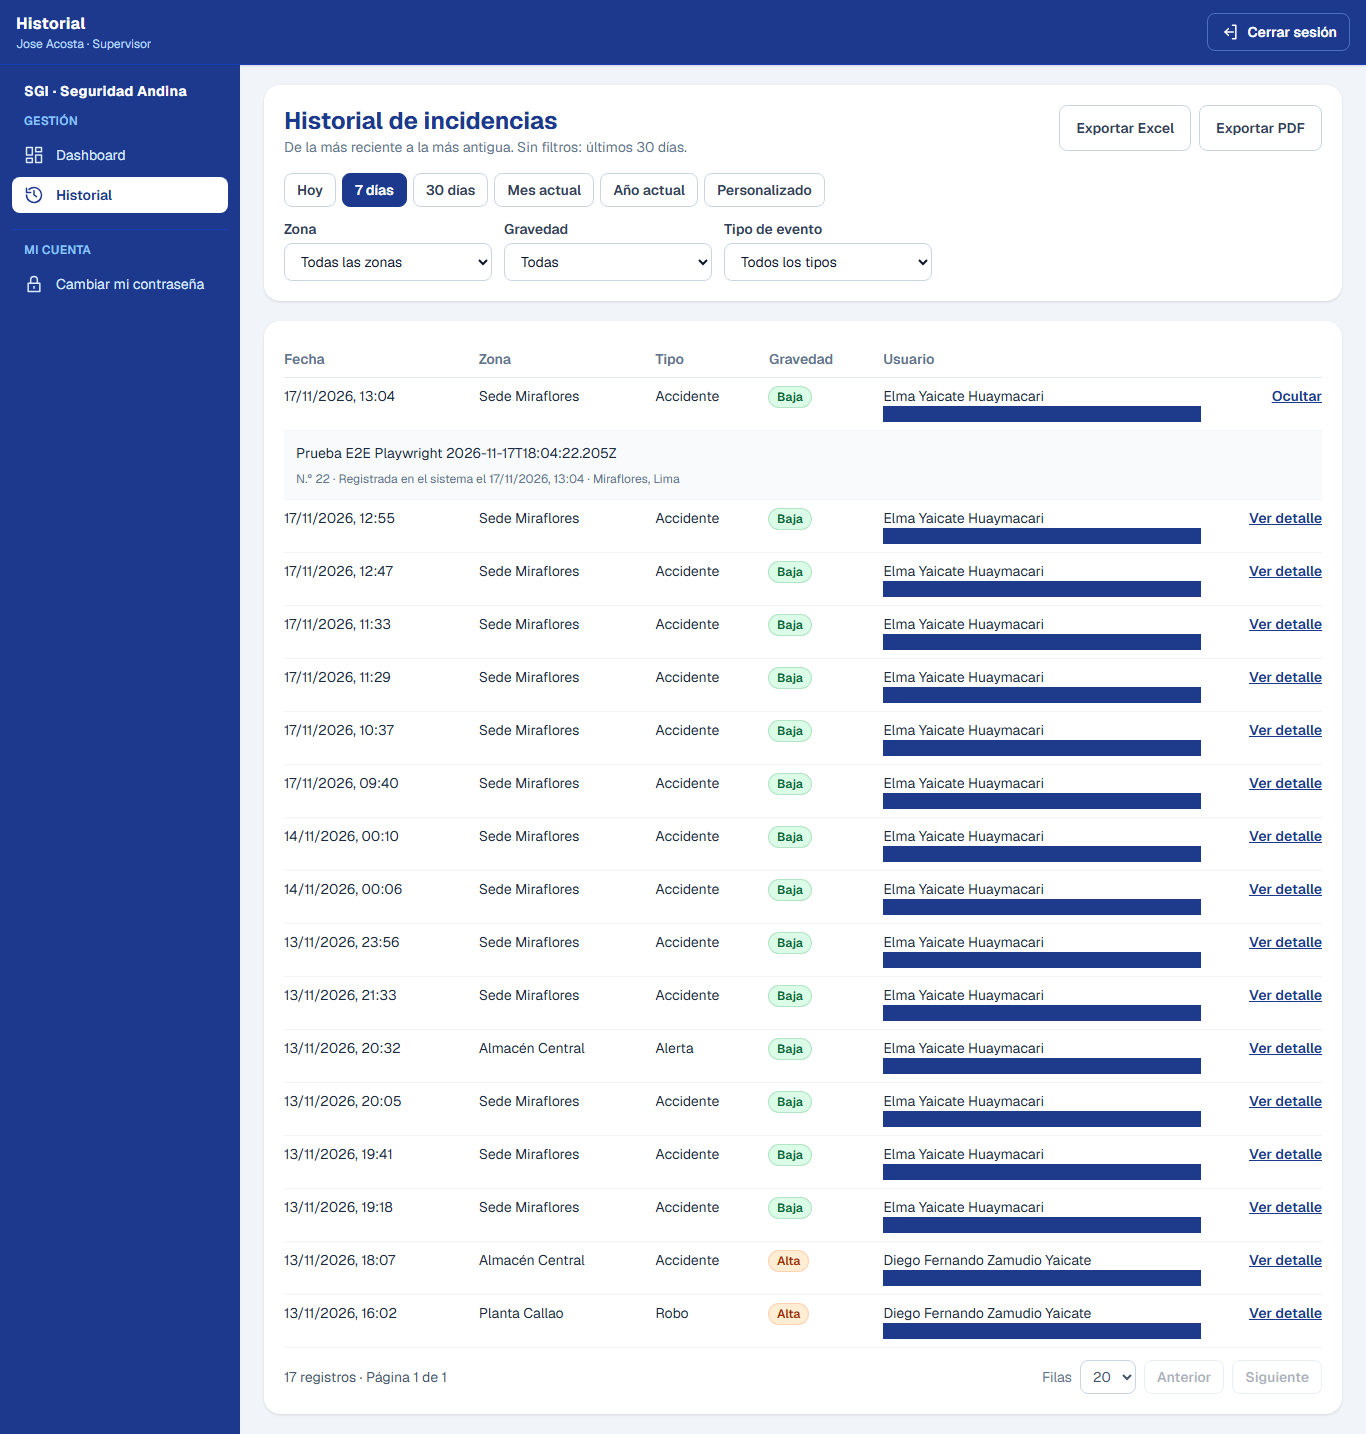 Historial
Jose Acosta · Supervisor
Cerrar sesión
SGI · Seguridad Andina
GESTIÓN
Dashboard
Historial
MI CUENTA
Cambiar mi contraseña
Historial de incidencias
De la más reciente a la más antigua. Sin filtros: últimos 30 días.
Exportar Excel Exportar PDF
Hoy 7 días 30 días Mes actual Año actual Personalizado
Zona Gravedad Tipo de evento
Todas las zonas Todas Todos los tipos
Fecha Zona Tipo Gravedad Usuario
17/11/2026, 13:04 Sede Miraflores Accidente Baja Elma Yaicate Huaymacari Ocultar
Prueba E2E Playwright 2026-11-17T18:04:22.205Z
N.° 22 · Registrada en el sistema el 17/11/2026, 13:04 · Miraflores, Lima
17/11/2026, 12:55 Sede Miraflores Accidente Baja Elma Yaicate Huaymacari Ver detalle
17/11/2026, 12:47 Sede Miraflores Accidente Baja Elma Yaicate Huaymacari Ver detalle
17/11/2026, 11:33 Sede Miraflores Accidente Baja Elma Yaicate Huaymacari Ver detalle
17/11/2026, 11:29 Sede Miraflores Accidente Baja Elma Yaicate Huaymacari Ver detalle
17/11/2026, 10:37 Sede Miraflores Accidente Baja Elma Yaicate Huaymacari Ver detalle
17/11/2026, 09:40 Sede Miraflores Accidente Baja Elma Yaicate Huaymacari Ver detalle
14/11/2026, 00:10 Sede Miraflores Accidente Baja Elma Yaicate Huaymacari Ver detalle
14/11/2026, 00:06 Sede Miraflores Accidente Baja Elma Yaicate Huaymacari Ver detalle
13/11/2026, 23:56 Sede Miraflores Accidente Baja Elma Yaicate Huaymacari Ver detalle
13/11/2026, 21:33 Sede Miraflores Accidente Baja Elma Yaicate Huaymacari Ver detalle
13/11/2026, 20:32 Almacén Central Alerta Baja Elma Yaicate Huaymacari Ver detalle
13/11/2026, 20:05 Sede Miraflores Accidente Baja Elma Yaicate Huaymacari Ver detalle
13/11/2026, 19:41 Sede Miraflores Accidente Baja Elma Yaicate Huaymacari Ver detalle
13/11/2026, 19:18 Sede Miraflores Accidente Baja Elma Yaicate Huaymacari Ver detalle
13/11/2026, 18:07 Almacén Central Accidente Alta Diego Fernando Zamudio Yaicate Ver detalle
13/11/2026, 16:02 Planta Callao Robo Alta Diego Fernando Zamudio Yaicate Ver detalle
17 registros · Página 1 de 1 Filas 20 Anterior Siguiente